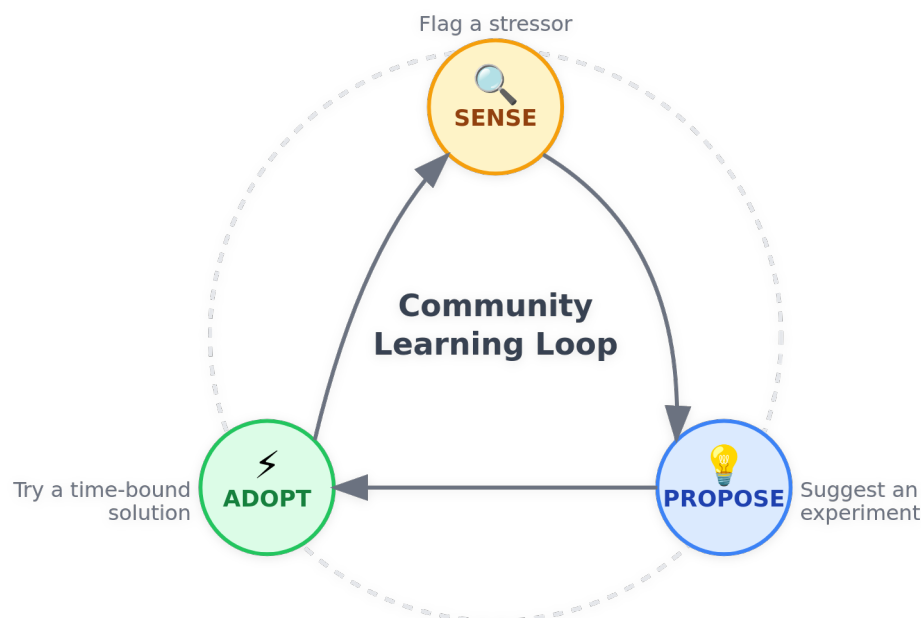 Flag a stressor
SENSE
Community
Learning Loop
ADOPT
Try a time-bound
solution
PROPOSE
Suggest an
experiment